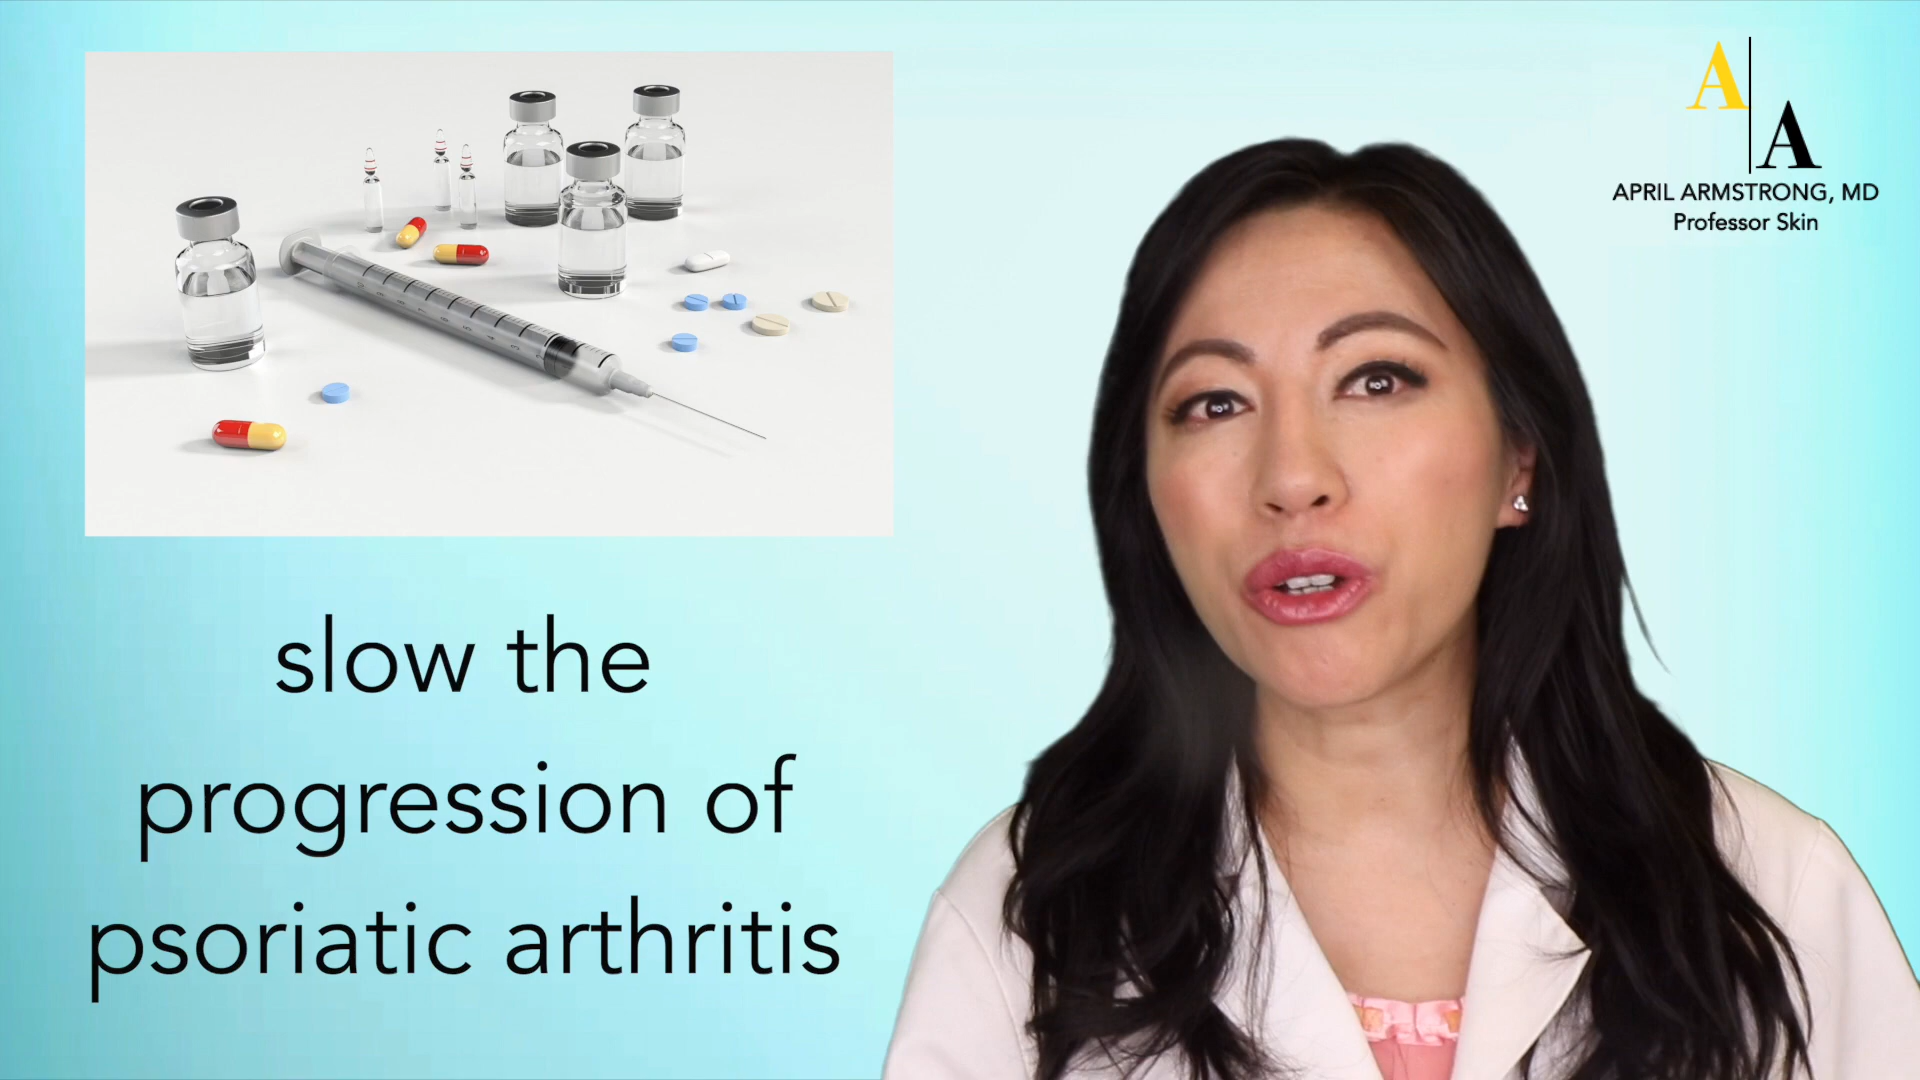 A
A
APRIL ARMSTRONG, MD
Professor Skin
slow the
progression of
psoriatic arthritis